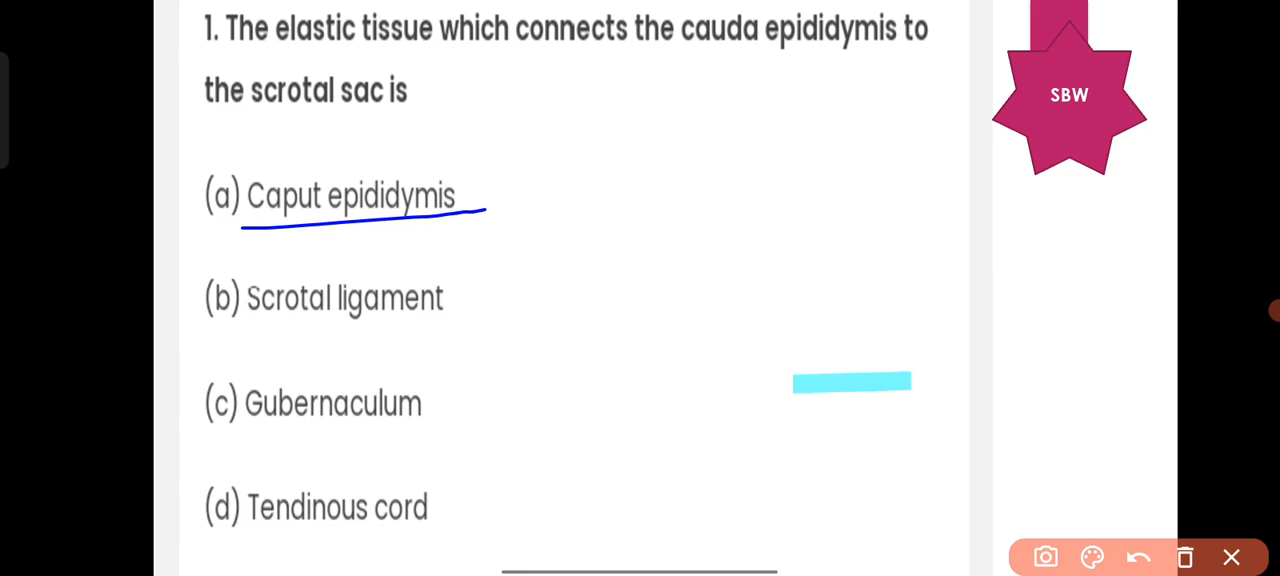 1. The elastic tissue which connects the cauda epididymis to
the scrotal sac is
SBW
(a) Caput epididymis
(b) Scrotal ligament
(c) Gubernaculum
(d) Tendinous cord